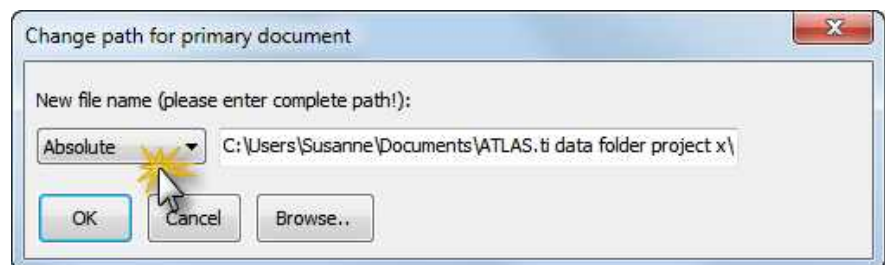 Change path for primary document
New file name (please enter complete path!):
Absolute C:\Users\Susanne\Documents\ATLAS.ti data folder project x\
OK Cancel Browse..